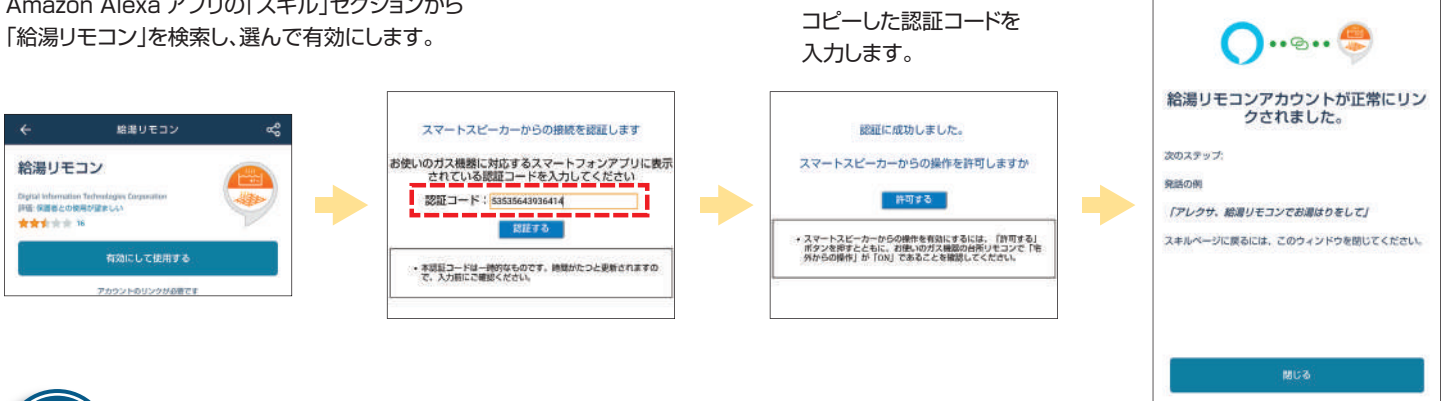 Amazon Alexa アプリの「スキル」セクションから
「給湯リモコン」を検索し、選んで有効にします。
給湯リモコン
給湯リモコン
Digital Information Technologies Corporation
評価: 保護者との使用が望ましい
16
有効にして使用する
アカウントのリンクが必要です
スマートスピーカーからの接続を認証します
お使いのガス機器に対応するスマートフォンアプリに表示
されている認証コードを入力してください
認証コード：53535643936414
認証する
・本認証コードは一時的なものです。時間がたつと更新されますの
で、入力前にご確認ください。
コピーした認証コードを
入力します。
認証に成功しました。
スマートスピーカーからの操作を許可しますか
許可する
・スマートスピーカーからの操作を有効にするには、「許可する」
ボタンを押すとともに、お使いのガス機器の台所リモコンで「宅
外からの操作」が「ON」であることを確認してください。
給湯リモコンアカウントが正常にリン
クされました。
次のステップ:
発話の例
「アレクサ、給湯リモコンでお湯はりをして」
スキルページに戻るには、このウィンドウを閉じてください。
閉じる